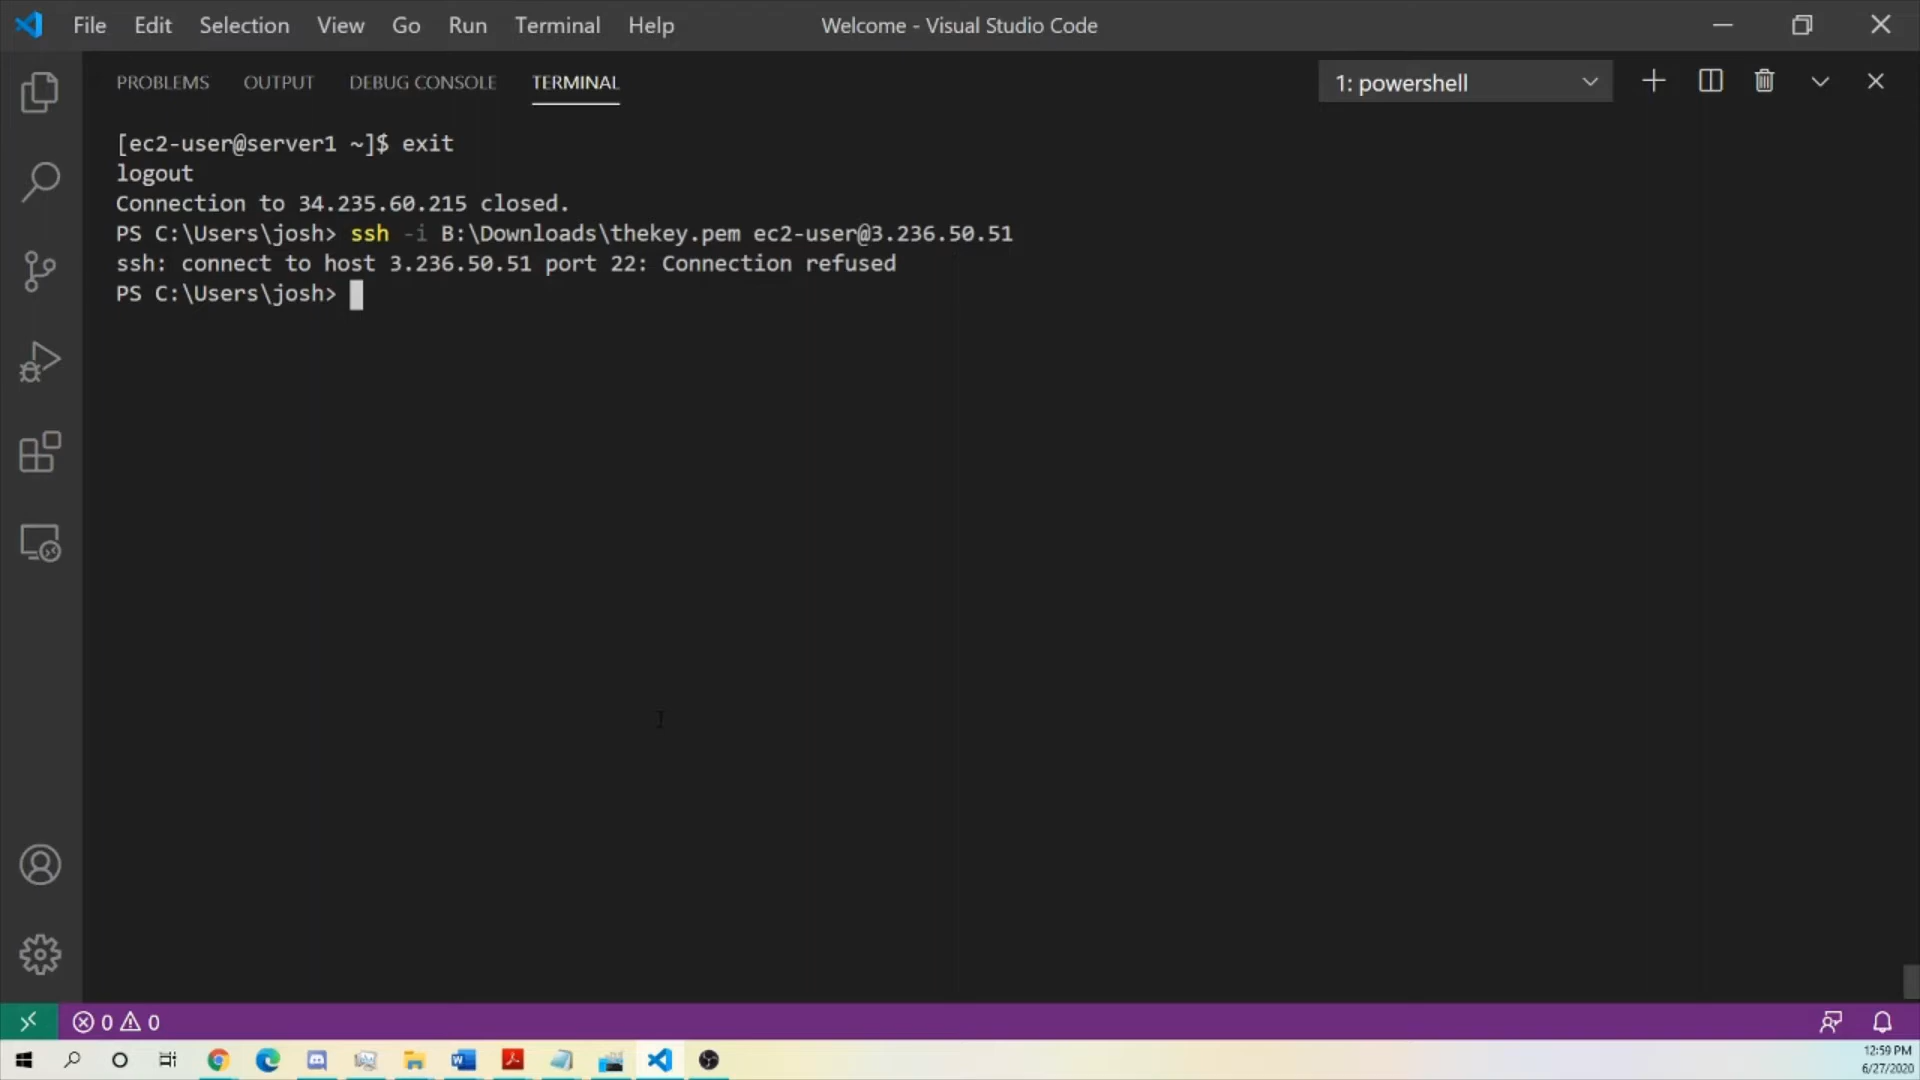 File Edit Selection View Go Run Terminal Help Welcome - Visual Studio Code
PROBLEMS OUTPUT DEBUG CONSOLE TERMINAL 1: powershell
[ec2-user@server1 ~]$ exit
logout
Connection to 34.235.60.215 closed.
PS C:\Users\josh> ssh -i B:\Downloads\thekey.pem ec2-user@3.236.50.51
ssh: connect to host 3.236.50.51 port 22: Connection refused
PS C:\Users\josh>
0 0
12:59 PM
6/27/2020